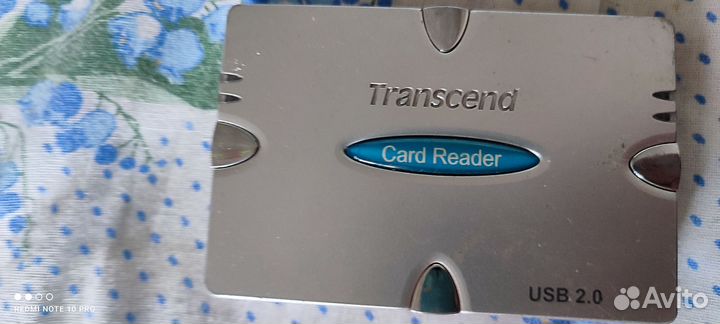 Transcend
Card Reader
USB 2.0
Avito
REDMI NOTE 10 PRO